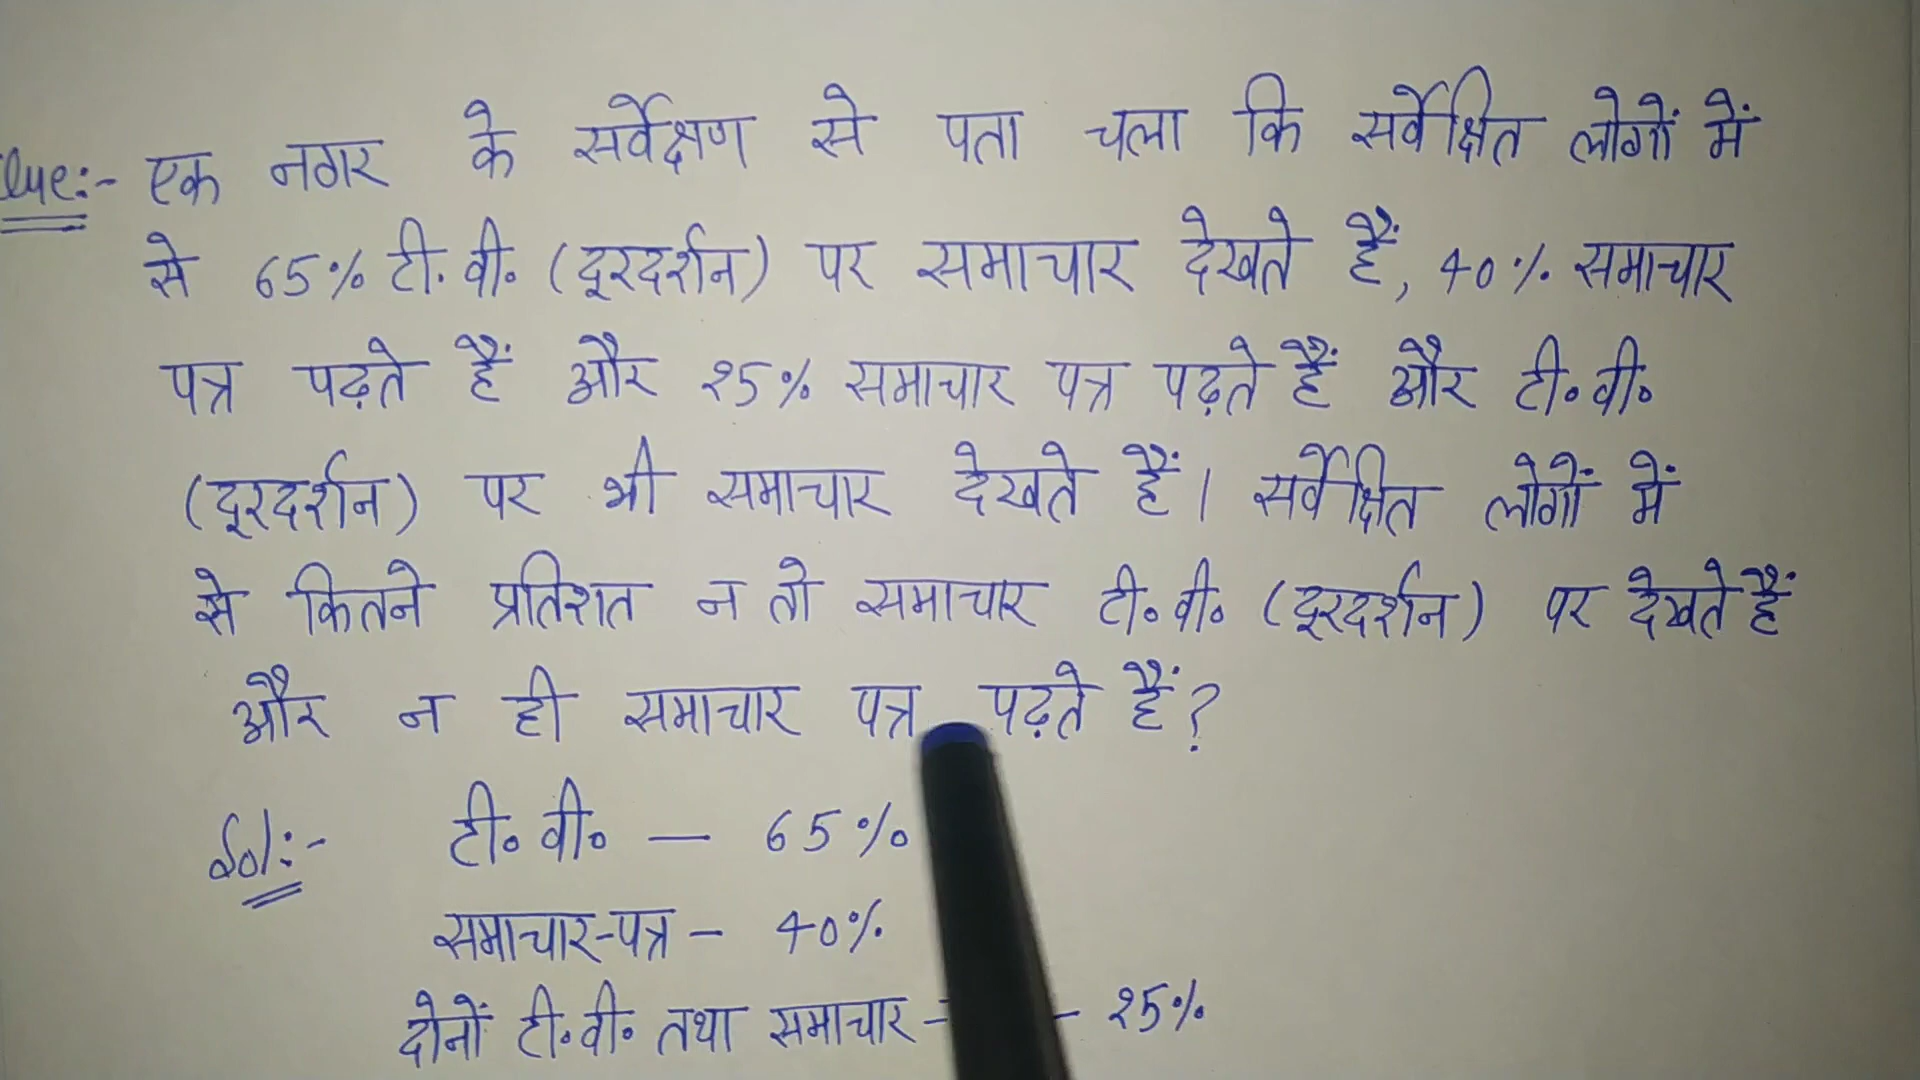 Que:- एक नगर के सर्वेक्षण से पता चला कि सर्वेक्षित लोगों में
से 65% टी. वी. (दूरदर्शन) पर समाचार देखते हैं, 40% समाचार
पत्र पढ़ते हैं और 25% समाचार पत्र पढ़ते हैं और टी. वी.
(दूरदर्शन) पर भी समाचार देखते हैं। सर्वेक्षित लोगों में
से कितने प्रतिशत न तो समाचार टी. वी. (दूरदर्शन) पर देखते हैं
और न ही समाचार पत्र पढ़ते हैं?
Sol:- टी. वी. — 65%
समाचार-पत्र - 40%
दोनों टी. वी. तथा समाचार - - 25%